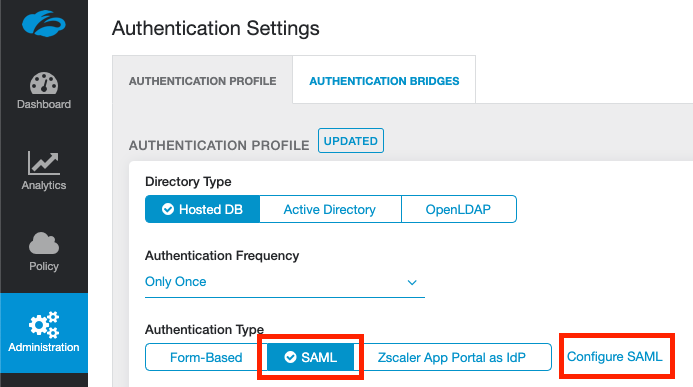 Authentication Settings
Dashboard
Analytics
Policy
Administration
AUTHENTICATION PROFILE
AUTHENTICATION BRIDGES
AUTHENTICATION PROFILE UPDATED
Directory Type
Hosted DB Active Directory OpenLDAP
Authentication Frequency
Only Once
Authentication Type
Form-Based SAML Zscaler App Portal as IdP Configure SAML